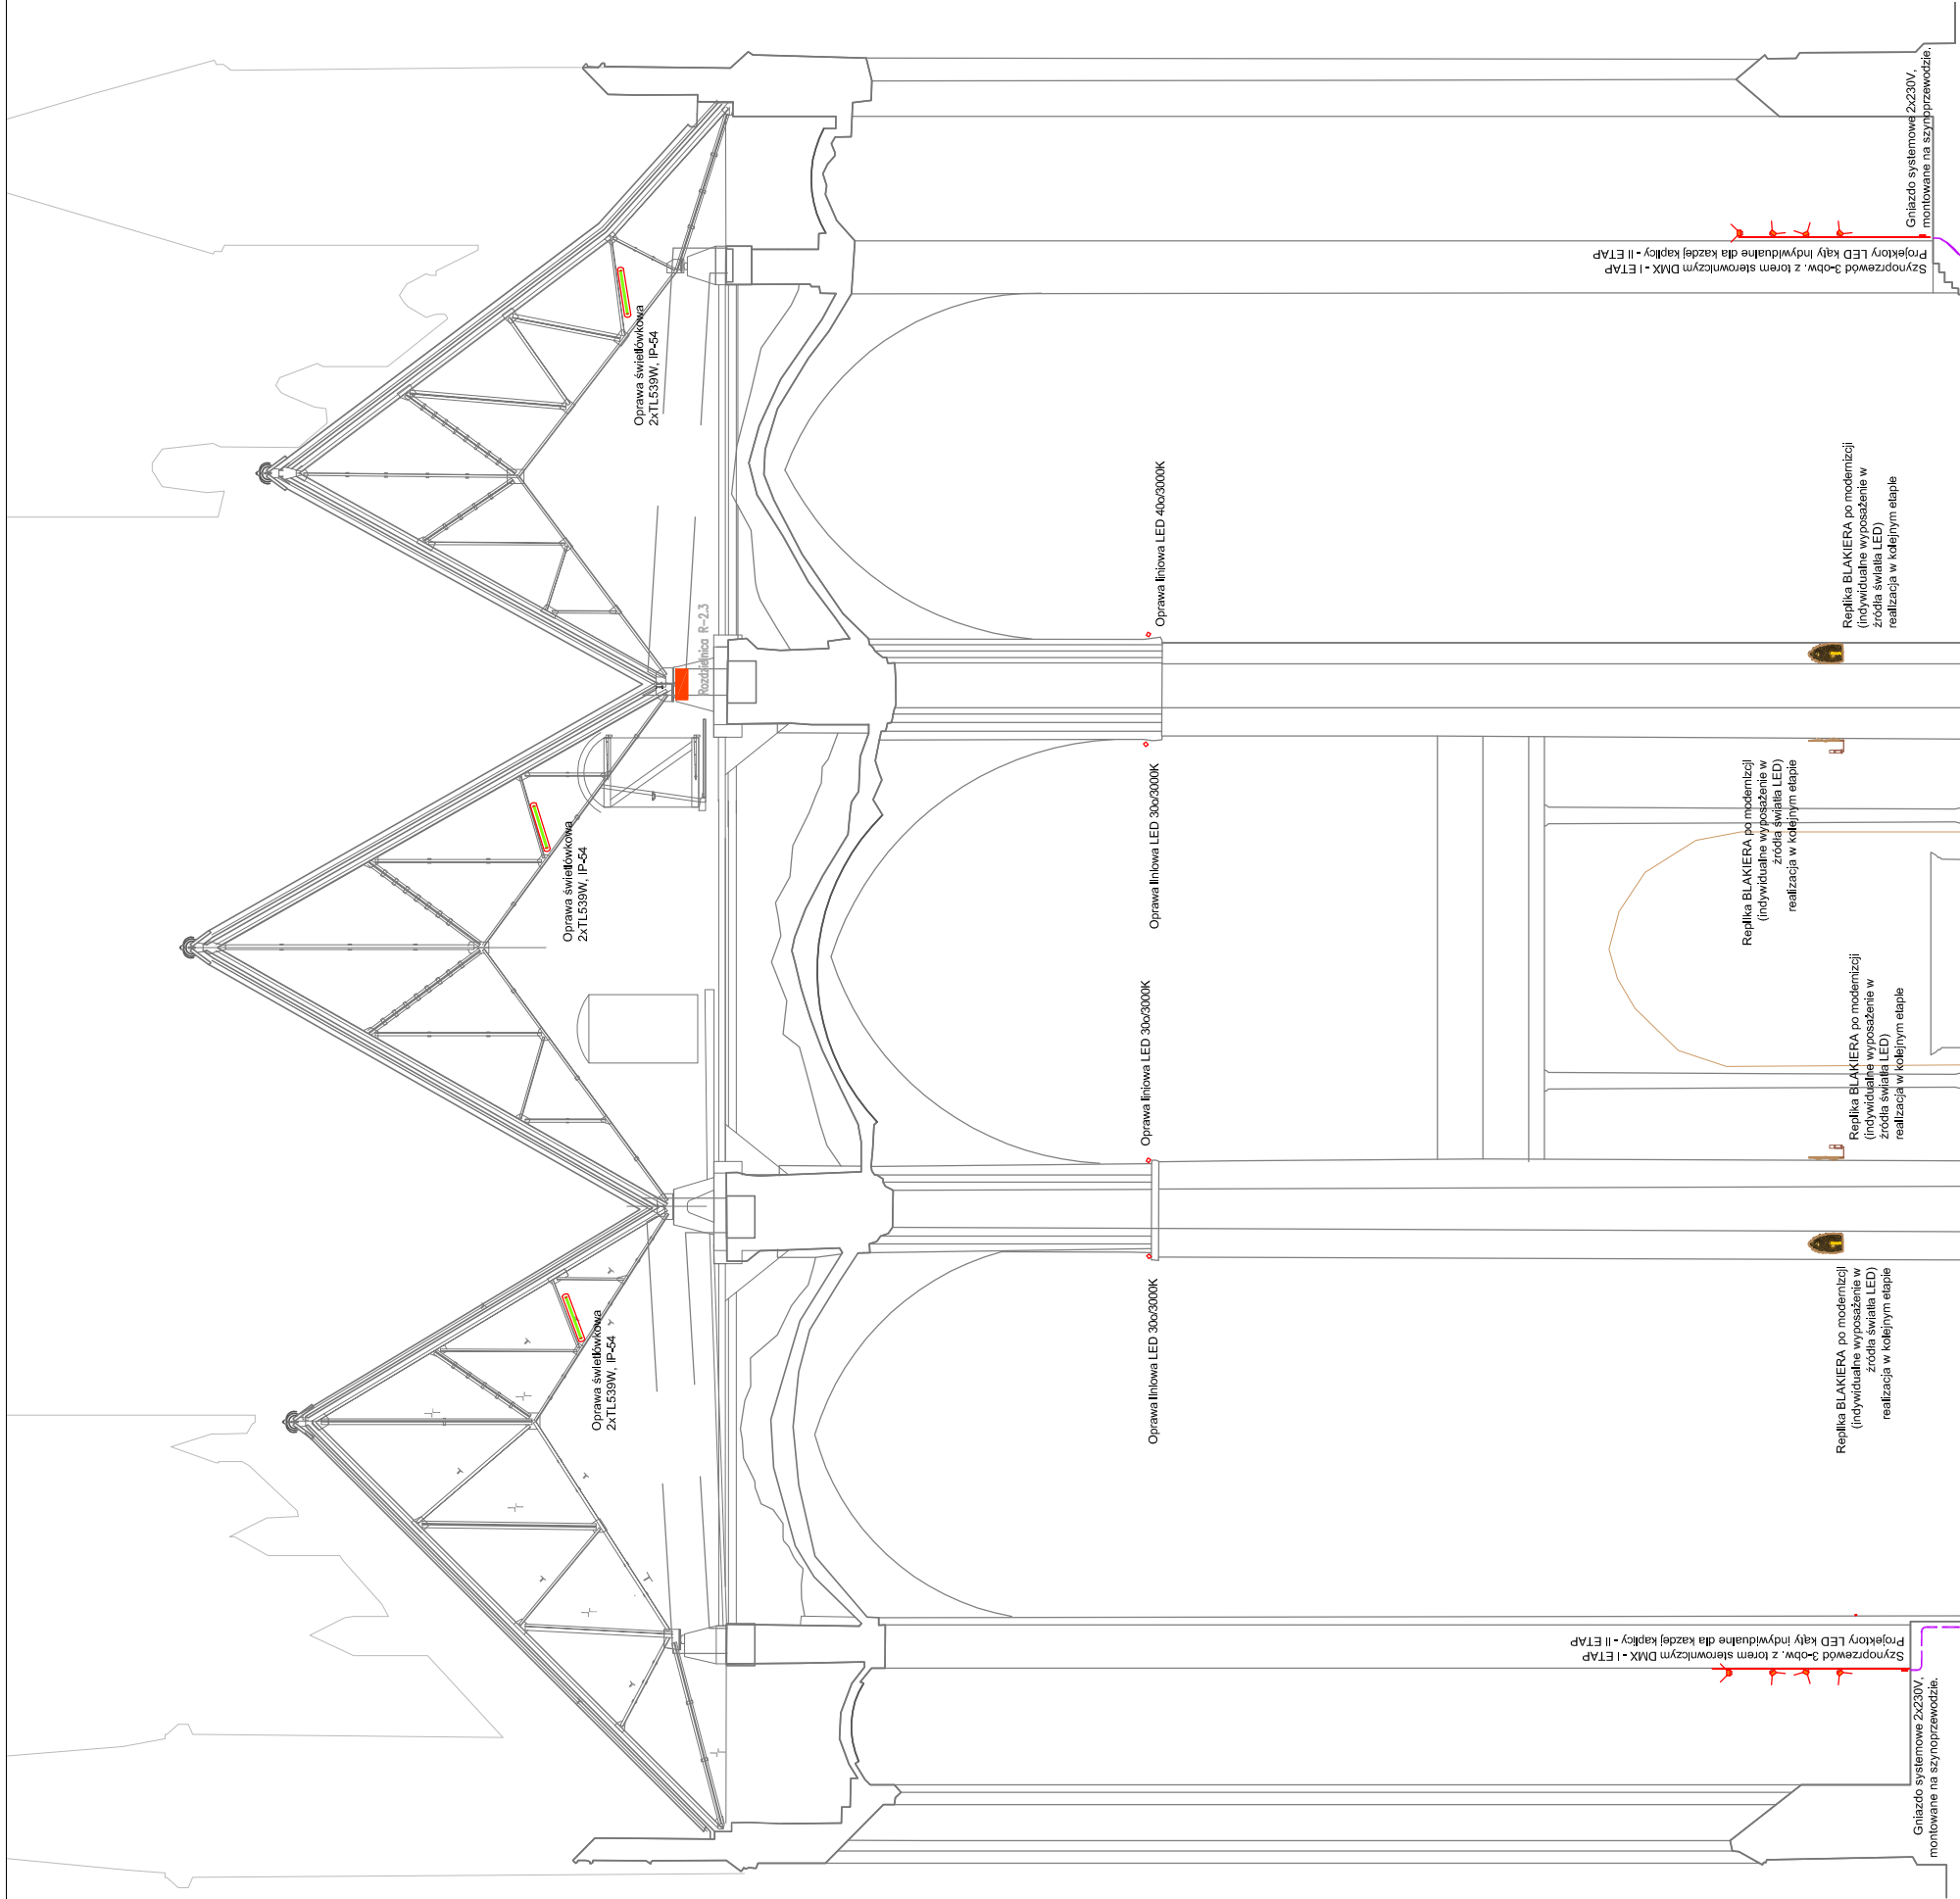 Gniazdo systemowe 2x230V,
montowane na szynoprzewodzie.
Szynoprzewód 3-obw. z torem sterowniczym DMX - I ETAP
Projektory LED kąty indywidualne dla kazdej kaplicy - II ETAP
Oprawa świetlówkowa
2xTL539W, IP-54
Oprawa liniowa LED 40o/3000K
Replika BLAKIERA po modernizcji
(indywidualne wyposażenie w
źródła światła LED)
realizacja w kolejnym etapie
Rozdzielnica R-2.3
Oprawa świetlówkowa
2xTL539W, IP-54
Oprawa liniowa LED 30o/3000K
Replika BLAKIERA po modernizcji
(indywidualne wyposażenie w
źródła światła LED)
realizacja w kolejnym etapie
Oprawa liniowa LED 30o/3000K
Replika BLAKIERA po modernizcji
(indywidualne wyposażenie w
źródła światła LED)
realizacja w kolejnym etapie
Oprawa świetlówkowa
2xTL539W, IP-54
Oprawa liniowa LED 30o/3000K
Replika BLAKIERA po modernizcji
(indywidualne wyposażenie w
źródła światła LED)
realizacja w kolejnym etapie
Szynoprzewód 3-obw. z torem sterowniczym DMX - I ETAP
Projektory LED kąty indywidualne dla kazdej kaplicy - II ETAP
Gniazdo systemowe 2x230V,
montowane na szynoprzewodzie.